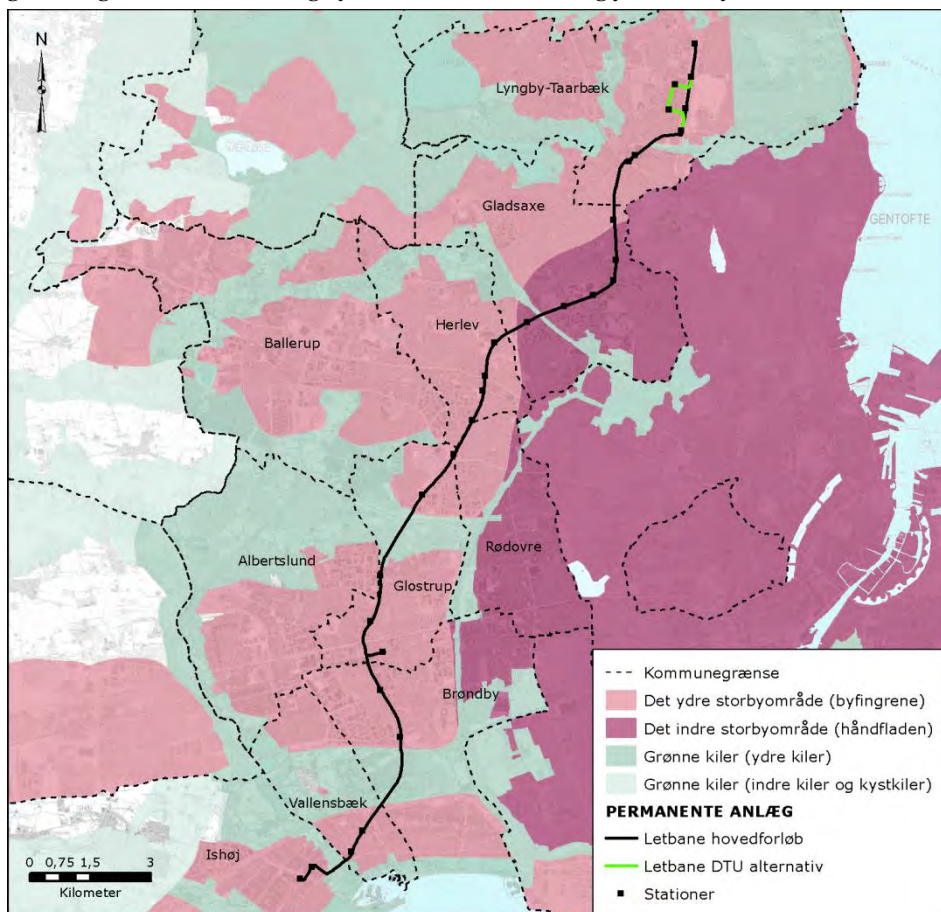 N
Lyngby-Taarbæk
GENTOFTE
Gladsaxe
Herlev
Ballerup
Rødovre
Albertslund
Glostrup
Brøndby
Vallensbæk
Ishøj
0 0,75 1,5 3
Kilometer
Kommunegrænse
Det ydre storbyområde (byfingrene)
Det indre storbyområde (håndfladen)
Grønne kiler (ydre kiler)
Grønne kiler (indre kiler og kystkiler)
PERMANENTE ANLÆG
Letbane hovedforløb
Letbane DTU alternativ
Stationer